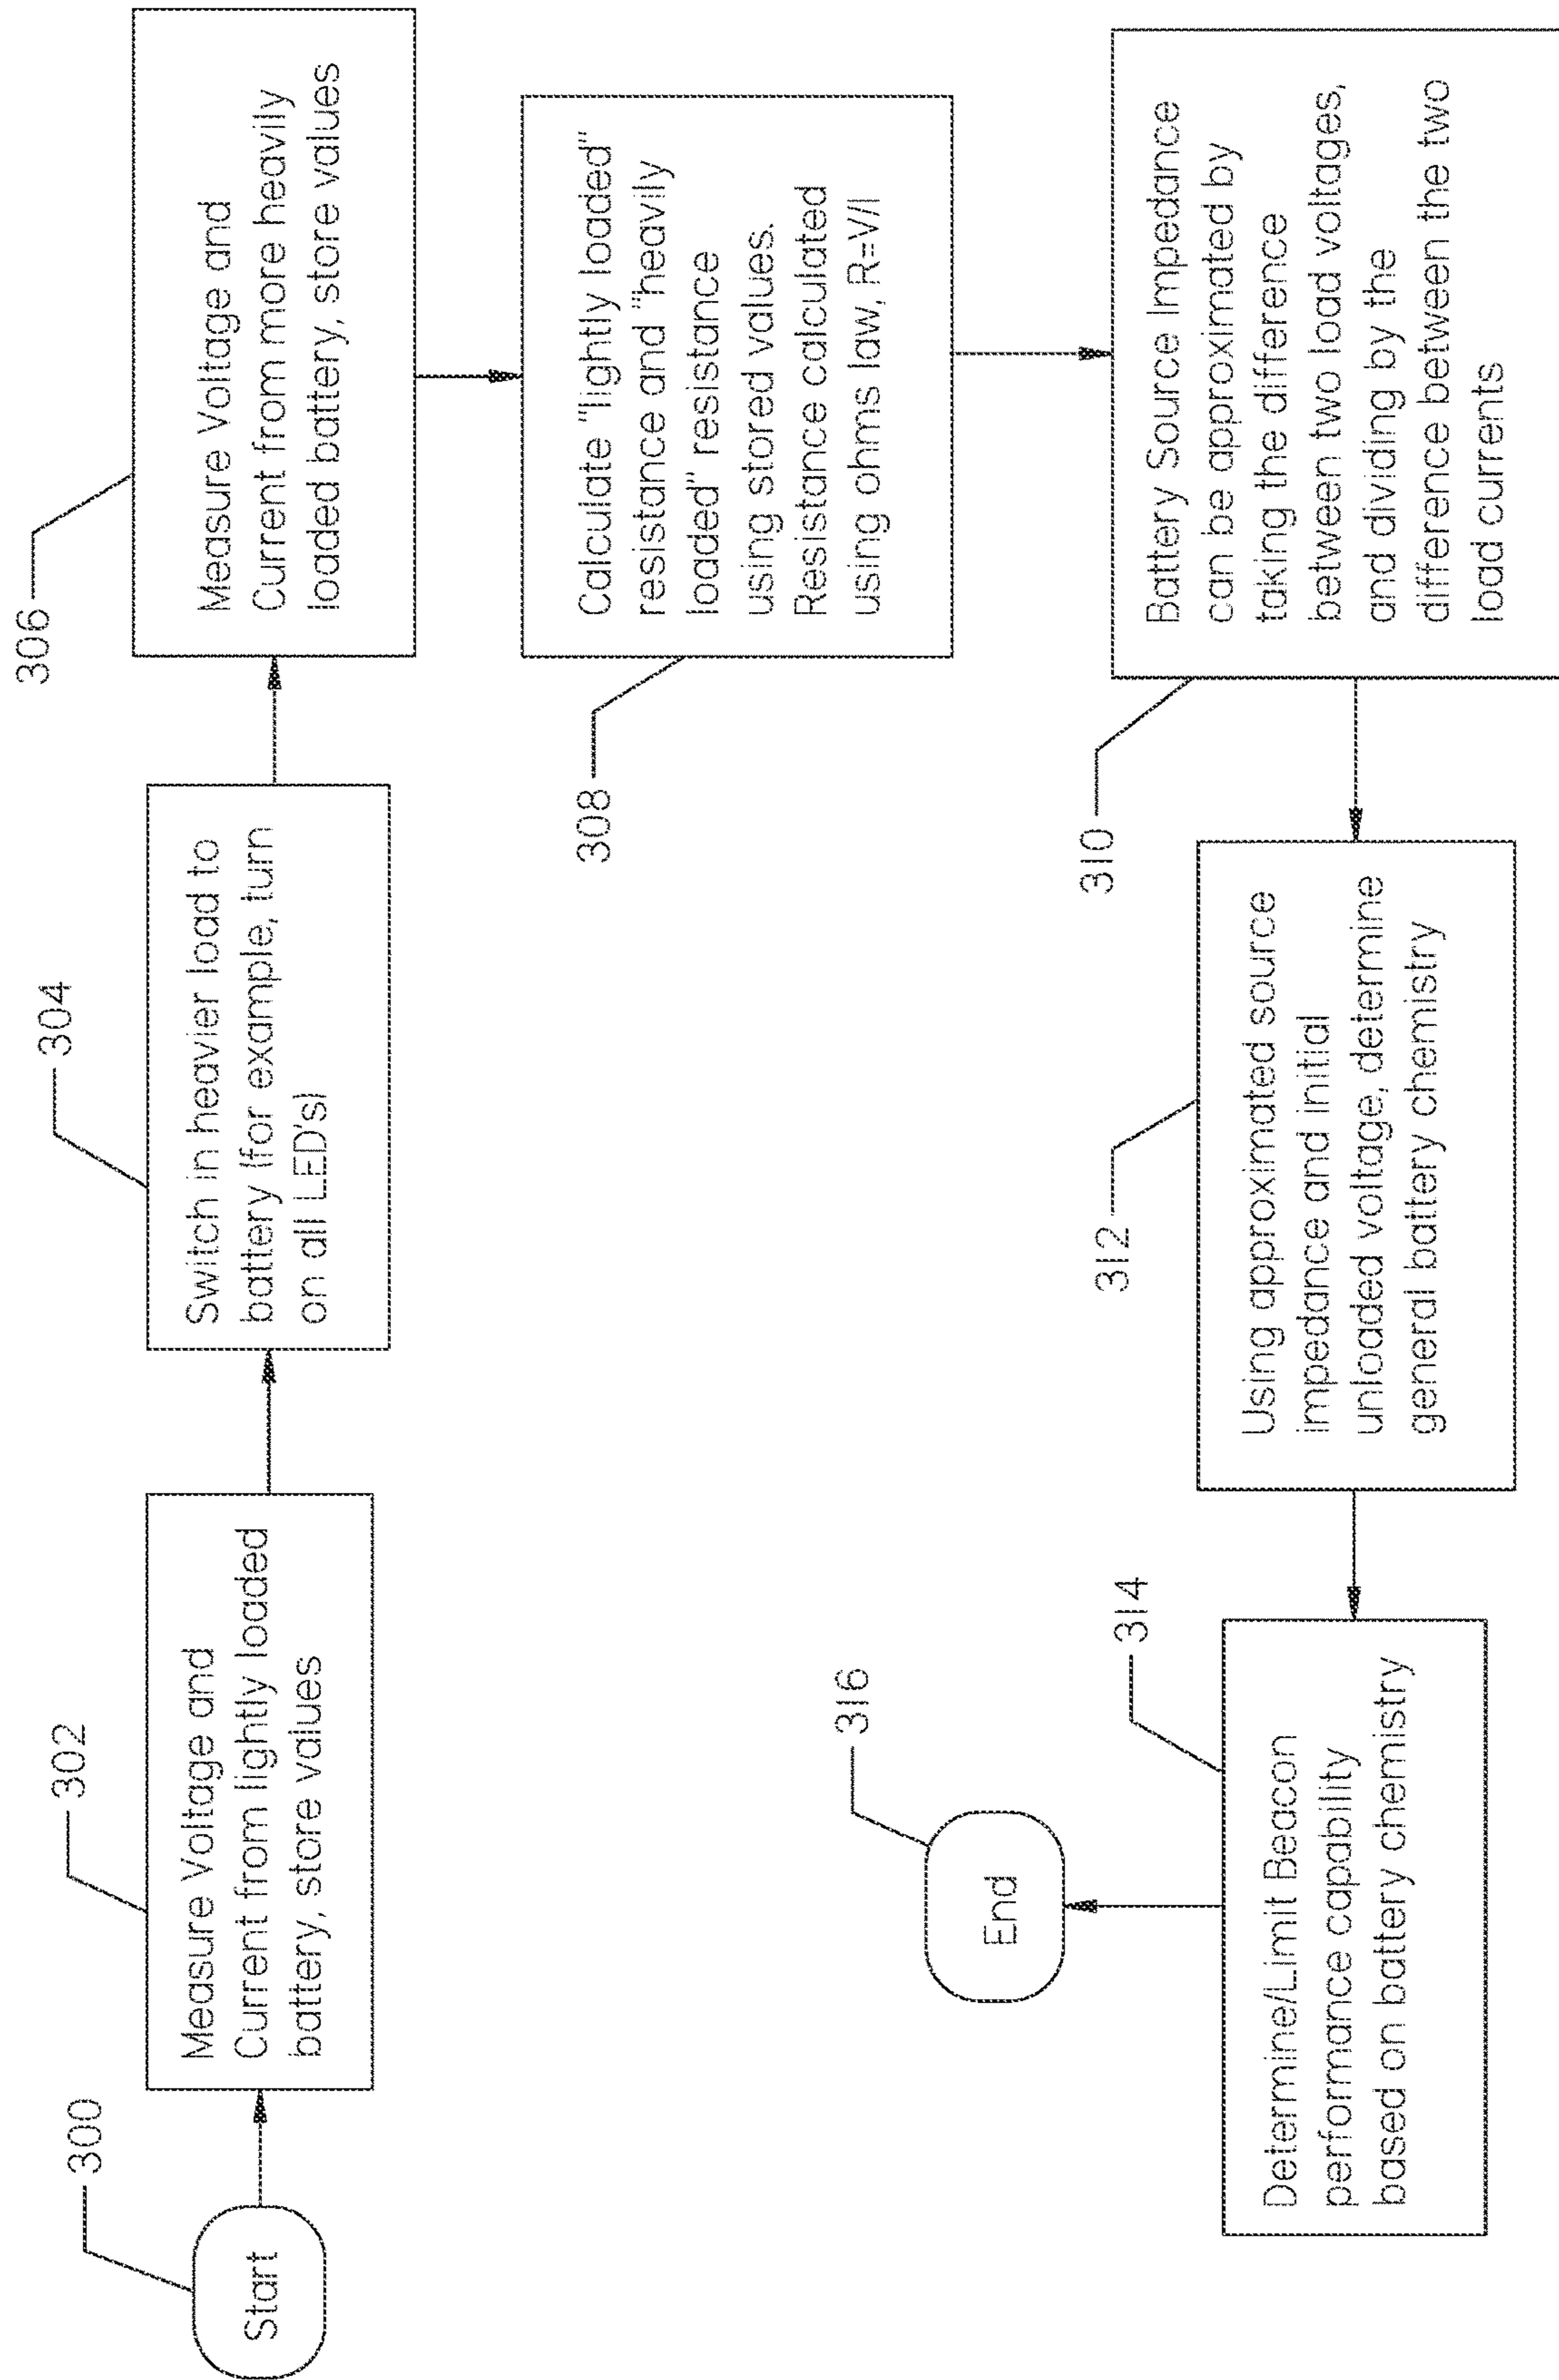 300
Start
302
Measure Voltage and
Current from lightly loaded
battery, store values
304
Switch in heavier load to
battery (for example, turn
on all LED's)
306
Measure Voltage and
Current from more heavily
loaded battery, store values
308
Calculate "lightly loaded"
resistance and "heavily
loaded" resistance
using stored values.
Resistance calculated
using ohms law, R=V/I
310
Battery Source Impedance
can be approximated by
taking the difference
between two load voltages,
and dividing by the
difference between the two
load currents
312
Using approximated source
impedance and initial
unloaded voltage, determine
general battery chemistry
314
Determine/Limit Beacon
performance capability
based on battery chemistry
316
End